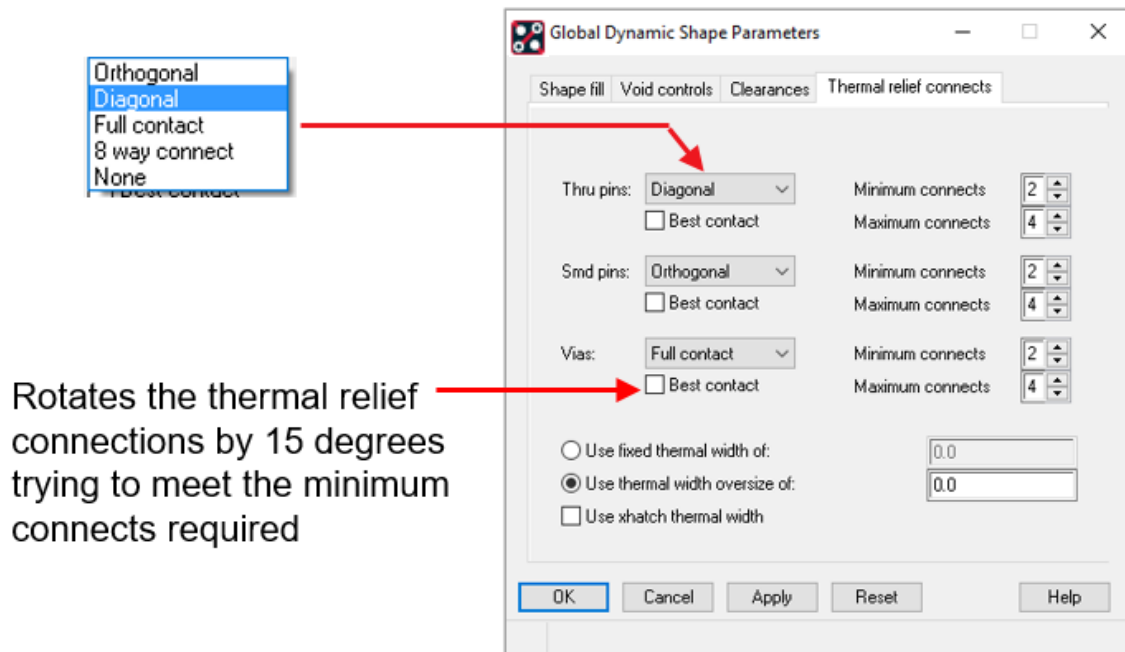 Global Dynamic Shape Parameters
Orthogonal
Diagonal
Full contact
8 way connect
None
Shape fill Void controls Clearances Thermal relief connects
Thru pins: Diagonal Minimum connects 2
Best contact Maximum connects 4
Smd pins: Orthogonal Minimum connects 2
Best contact Maximum connects 4
Vias: Full contact Minimum connects 2
Best contact Maximum connects 4
Rotates the thermal relief
connections by 15 degrees
trying to meet the minimum
connects required
Use fixed thermal width of: 0.0
Use thermal width oversize of: 0.0
Use xhatch thermal width
OK Cancel Apply Reset Help